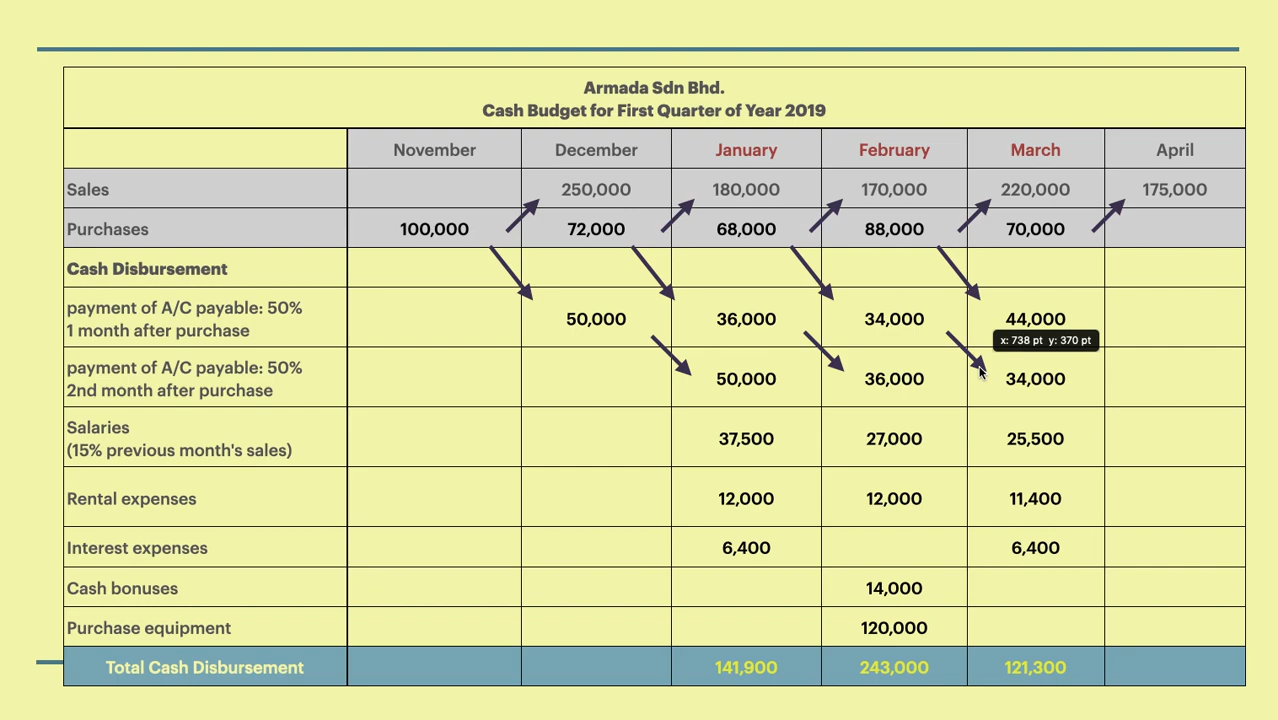 Armada Sdn Bhd.
Cash Budget for First Quarter of Year 2019
November December January February March April
Sales 250,000 180,000 170,000 220,000 175,000
Purchases 100,000 72,000 68,000 88,000 70,000
Cash Disbursement
payment of A/C payable: 50%
1 month after purchase 50,000 36,000 34,000 44,000
x: 738 pt y: 370 pt
payment of A/C payable: 50%
2nd month after purchase 50,000 36,000 34,000
Salaries
(15% previous month's sales) 37,500 27,000 25,500
Rental expenses 12,000 12,000 11,400
Interest expenses 6,400 6,400
Cash bonuses 14,000
Purchase equipment 120,000
Total Cash Disbursement 141,900 243,000 121,300